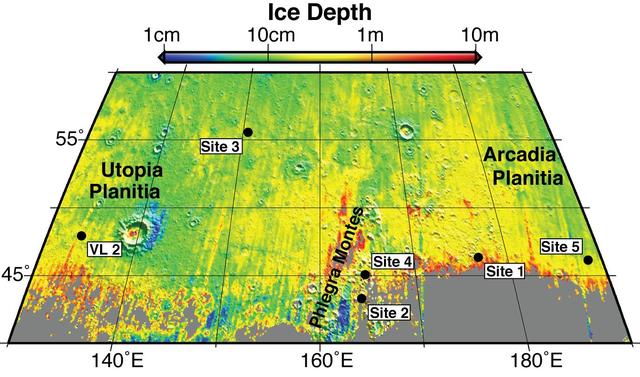 Ice Depth
1cm 10cm 1m 10m
55°
Site 3
Utopia
Planitia
Arcadia
Planitia
VL 2
Phlegra Montes
Site 5
Site 4
Site 1
45°
Site 2
140°E 160°E 180°E